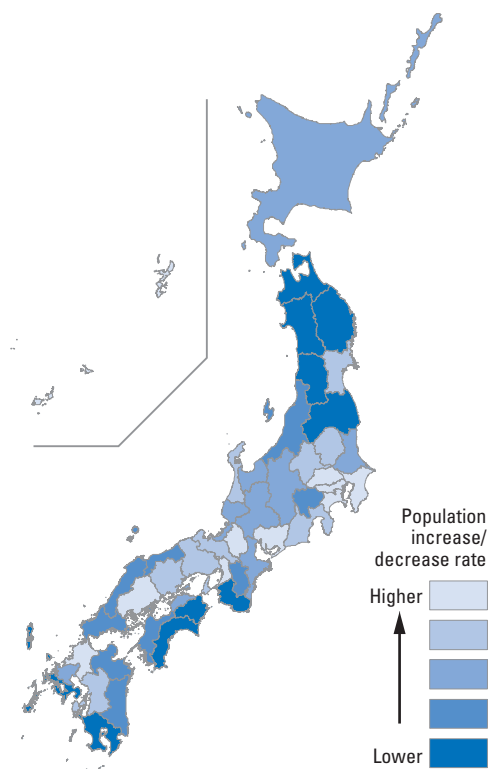 Population
increase/
decrease rate
Higher
Lower